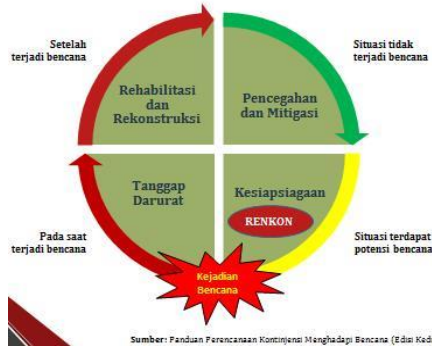 Setelah
terjadi bencana
Situasi tidak
terjadi bencana
Rehabilitasi
dan
Rekonstruksi
Pencegahan
dan Mitigasi
Tanggap
Darurat
Kesiapsiagaan
RENKON
Pada saat
terjadi bencana
Situasi terdapat
potensi bencana
Kejadian
Bencana
Sumber: Panduan Perencanaan Kontinjensi Menghadapi Bencana (Edisi Ked